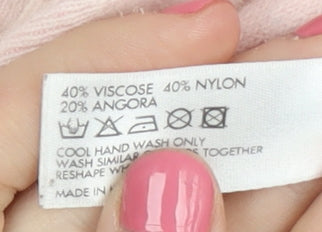 40% VISCOSE 40% NYLON
20% ANGORA
COOL HAND WASH ONLY
WASH SIMILAR TOGETHER
RESHAPE
MADE IN